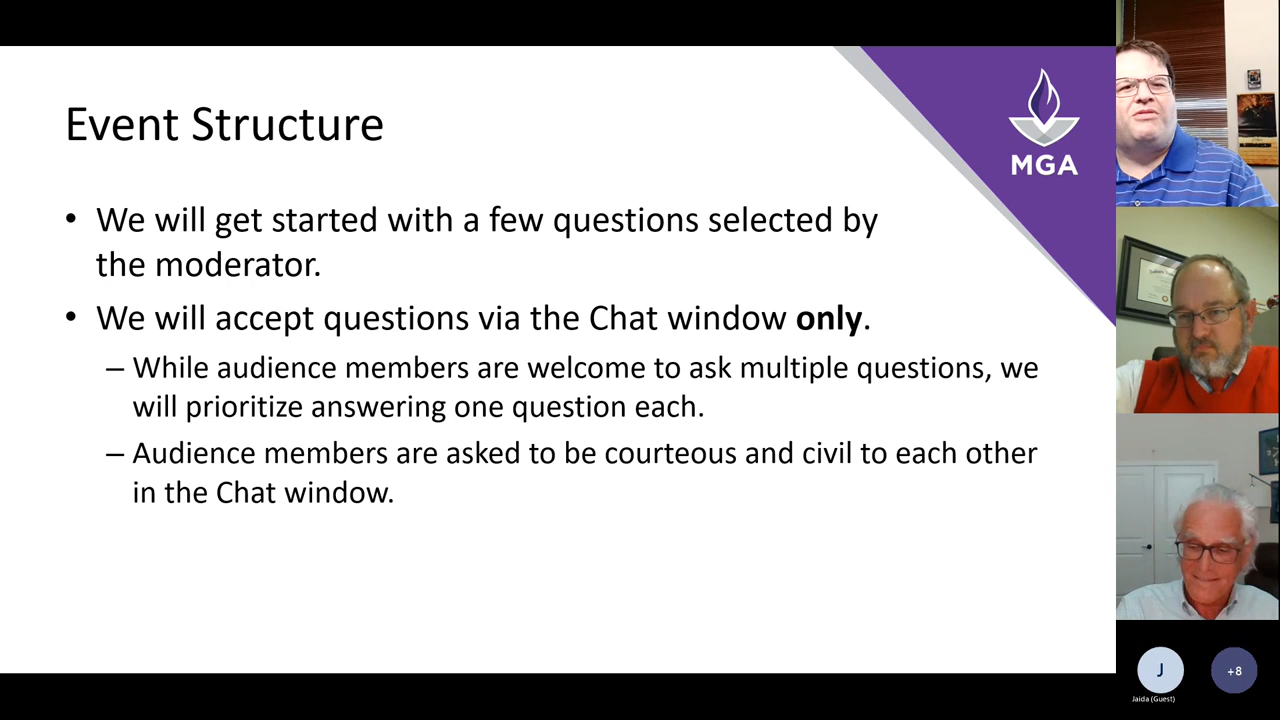 Event Structure
MGA
• We will get started with a few questions selected by
the moderator.
• We will accept questions via the Chat window only.
– While audience members are welcome to ask multiple questions, we
will prioritize answering one question each.
– Audience members are asked to be courteous and civil to each other
in the Chat window.
J
+8
Jaida (Guest)